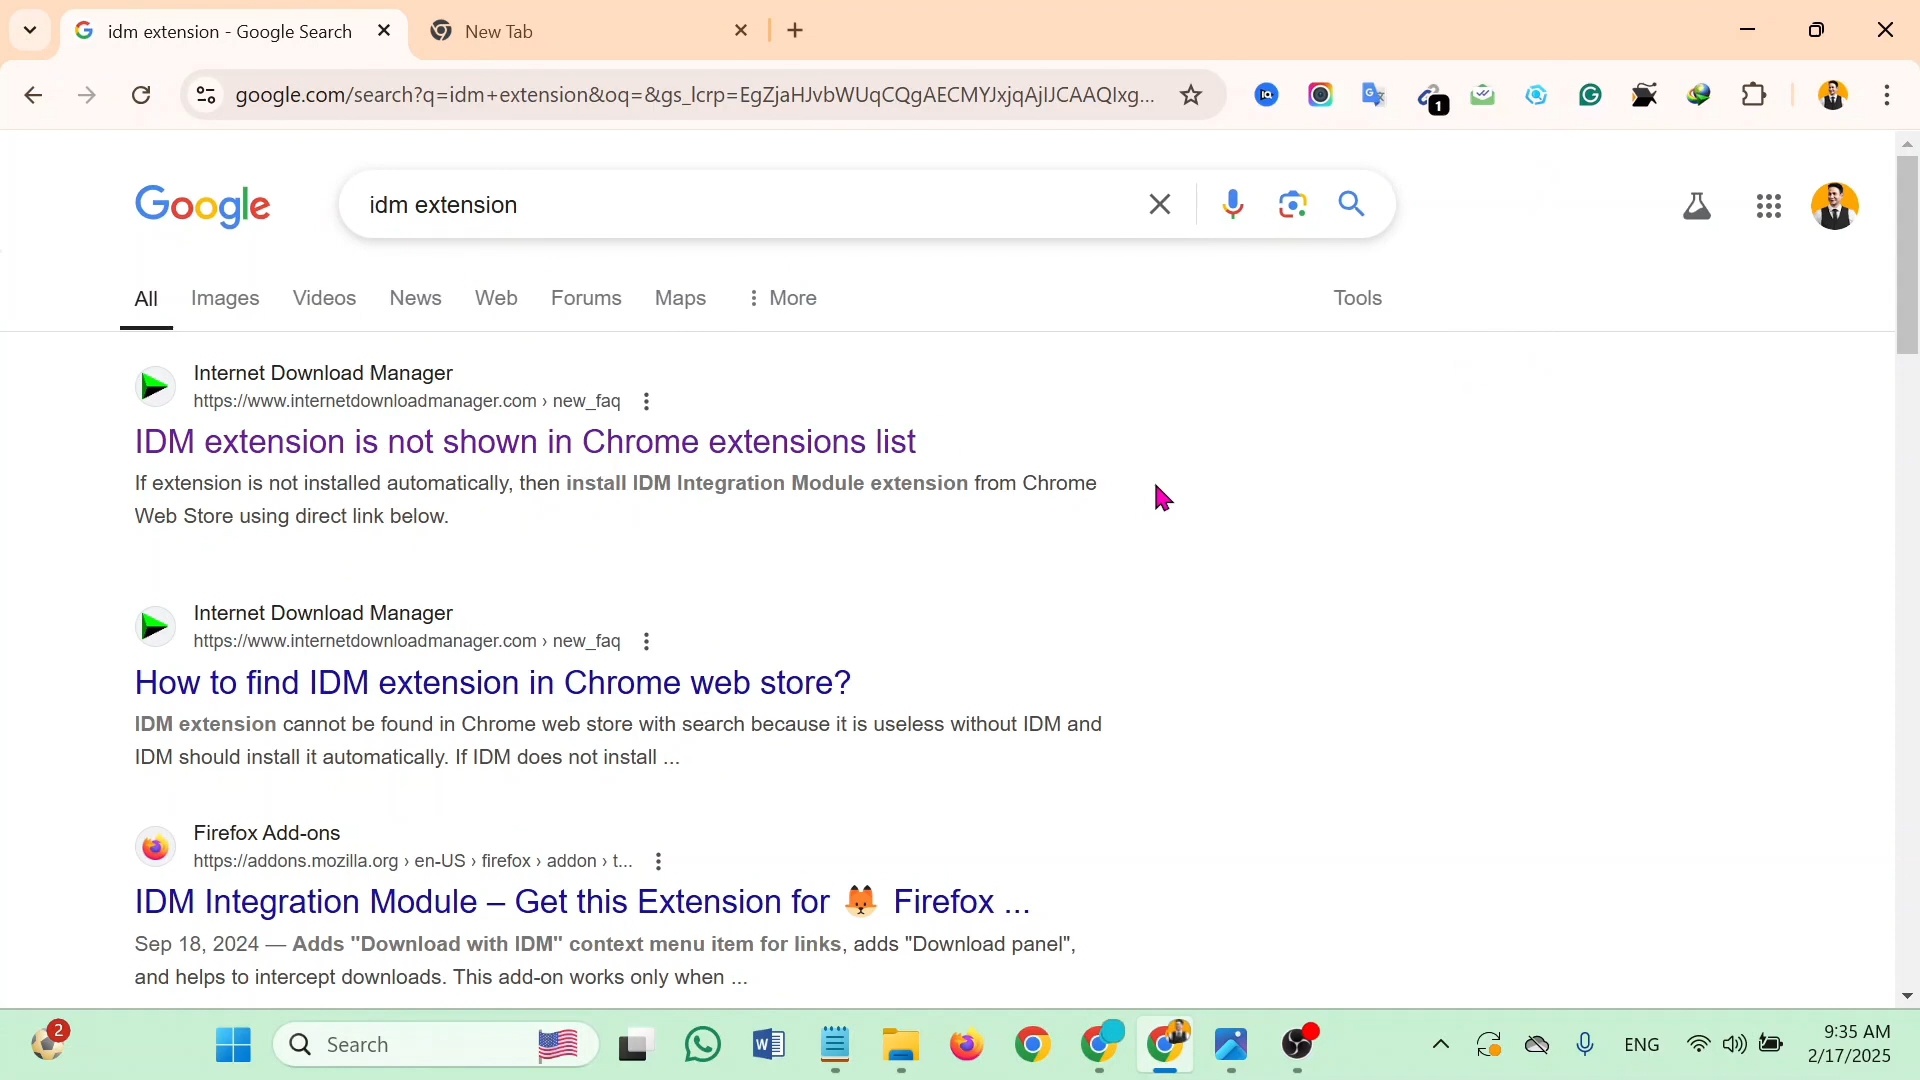 idm extension - Google Search
New Tab
google.com/search?q=idm+extension&oq=&gs_lcrp=EgZjaHJvbWUqCQgAECMYJxjqAjIJCAAQIxg...
1
Google
idm extension
All
Images
Videos
News
Web
Forums
Maps
More
Tools
Internet Download Manager
https://www.internetdownloadmanager.com › new_faq
IDM extension is not shown in Chrome extensions list
If extension is not installed automatically, then install IDM Integration Module extension from Chrome
Web Store using direct link below.
Internet Download Manager
https://www.internetdownloadmanager.com › new_faq
How to find IDM extension in Chrome web store?
IDM extension cannot be found in Chrome web store with search because it is useless without IDM and
IDM should install it automatically. If IDM does not install ...
Firefox Add-ons
https://addons.mozilla.org › en-US › firefox › addon › t...
IDM Integration Module – Get this Extension for 🦊 Firefox ...
Sep 18, 2024 — Adds "Download with IDM" context menu item for links, adds "Download panel",
and helps to intercept downloads. This add-on works only when ...
2
Search
ENG
9:35 AM
2/17/2025